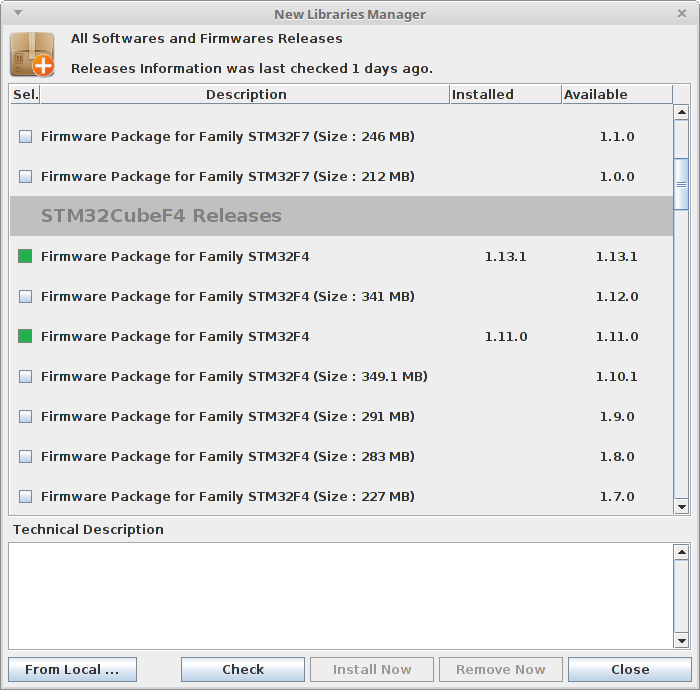 New Libraries Manager
All Softwares and Firmwares Releases
Releases Information was last checked 1 days ago.
Sel. Description Installed Available
Firmware Package for Family STM32F7 (Size : 246 MB) 1.1.0
Firmware Package for Family STM32F7 (Size : 212 MB) 1.0.0
STM32CubeF4 Releases
Firmware Package for Family STM32F4 1.13.1 1.13.1
Firmware Package for Family STM32F4 (Size : 341 MB) 1.12.0
Firmware Package for Family STM32F4 1.11.0 1.11.0
Firmware Package for Family STM32F4 (Size : 349.1 MB) 1.10.1
Firmware Package for Family STM32F4 (Size : 291 MB) 1.9.0
Firmware Package for Family STM32F4 (Size : 283 MB) 1.8.0
Firmware Package for Family STM32F4 (Size : 227 MB) 1.7.0
Technical Description
From Local ... Check Install Now Remove Now Close